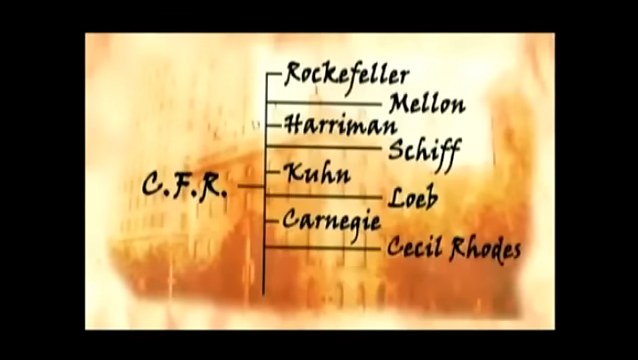 Rockefeller
Mellon
Harriman
Schiff
C.F.R.
Kuhn
Loeb
Carnegie
Cecil Rhodes